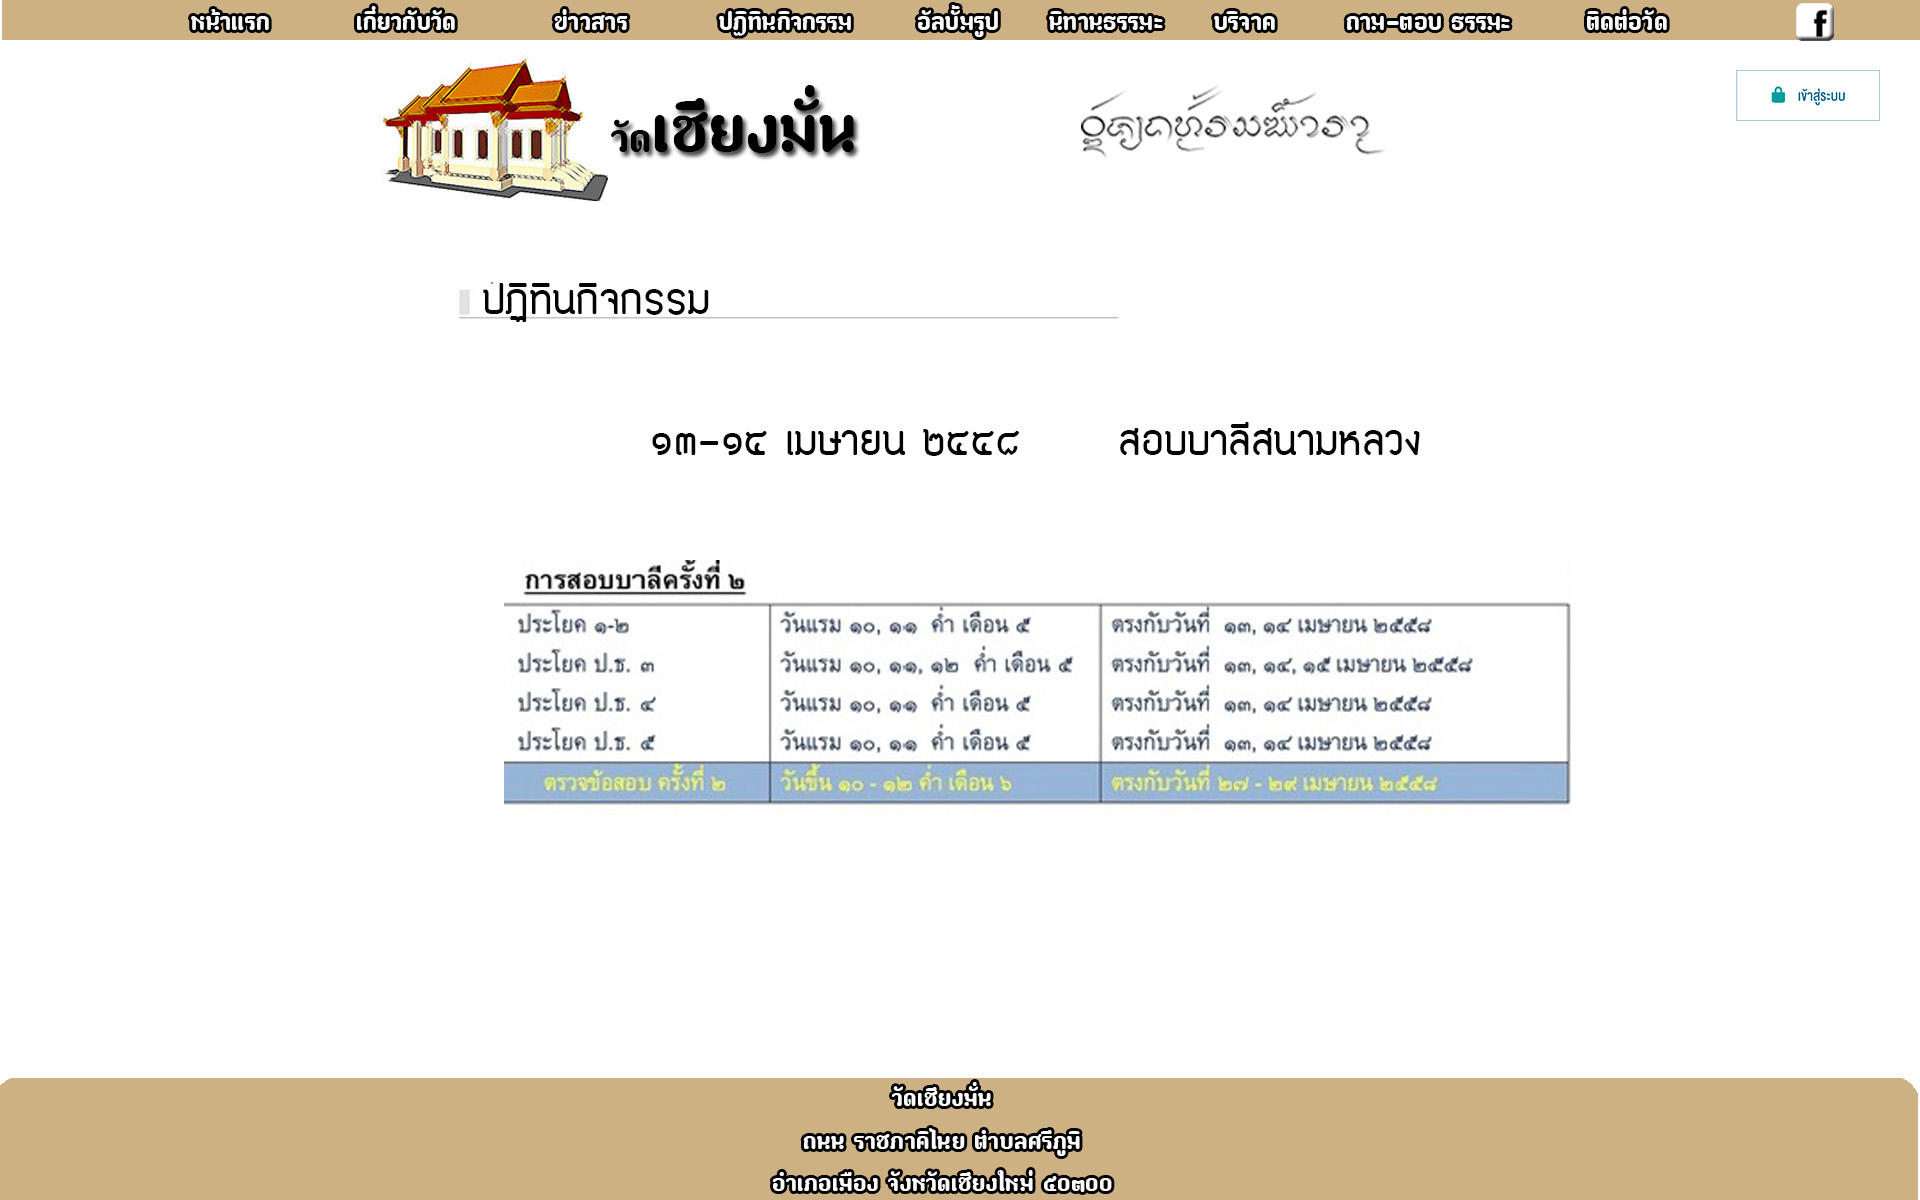 หน้าแรก เกี่ยวกับวัด ข่าวสาร ปฏิทินกิจกรรม อัลบั้มรูป นิทานธรรมะ บริจาค ถาม-ตอบ ธรรมะ ติดต่อวัด f
วัดเชียงมั่น
เข้าสู่ระบบ
ปฏิทินกิจกรรม
๑๓-๑๔ เมษายน ๒๕๕๘ สอบบาลีสนามหลวง
การสอบบาลีครั้งที่ ๒
ประโยค ๑-๒ วันแรม ๑๐, ๑๑ ค่ำ เดือน ๕ ตรงกับวันที่ ๑๓, ๑๔ เมษายน ๒๕๕๘
ประโยค ป.ธ. ๓ วันแรม ๑๐, ๑๑, ๑๒ ค่ำ เดือน ๕ ตรงกับวันที่ ๑๓, ๑๔, ๑๕ เมษายน ๒๕๕๘
ประโยค ป.ธ. ๔ วันแรม ๑๐, ๑๑ ค่ำ เดือน ๕ ตรงกับวันที่ ๑๓, ๑๔ เมษายน ๒๕๕๘
ประโยค ป.ธ. ๕ วันแรม ๑๐, ๑๑ ค่ำ เดือน ๕ ตรงกับวันที่ ๑๓, ๑๔ เมษายน ๒๕๕๘
ตรวจข้อสอบ ครั้งที่ ๒ วันขึ้น ๑๐ - ๑๒ ค่ำ เดือน ๖ ตรงกับวันที่ ๒๗ - ๒๙ เมษายน ๒๕๕๘
วัดเชียงมั่น
ถนน ราชภาคิไนย ตำบลศรีภูมิ
อำเภอเมือง จังหวัดเชียงใหม่ ๕๐๓๐๐